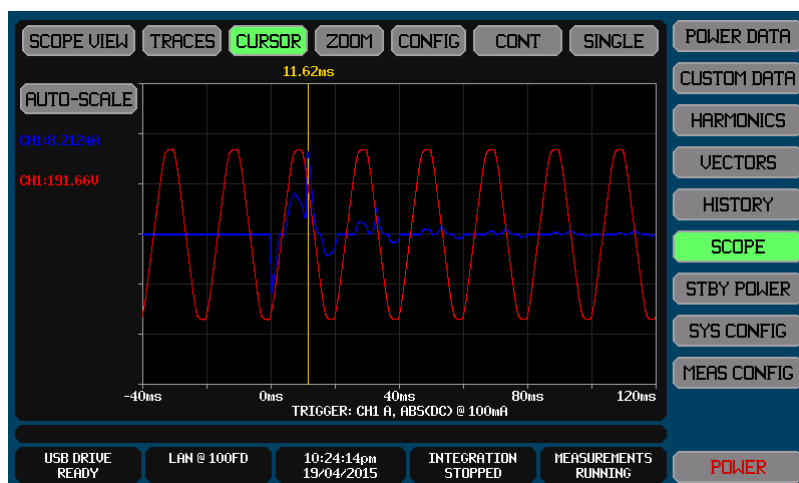 SCOPE VIEW TRACES CURSOR ZOOM CONFIG CONT SINGLE
11.62ms
AUTO-SCALE
CH1:8.2124A
CH1:191.66V
-40ms 0ms 40ms 80ms 120ms
TRIGGER: CH1 A, ABS(DC) @ 100mA
USB DRIVE READY
LAN @ 100FD
10:24:14pm 19/04/2015
INTEGRATION STOPPED
MEASUREMENTS RUNNING
POWER DATA
CUSTOM DATA
HARMONICS
VECTORS
HISTORY
SCOPE
STBY POWER
SYS CONFIG
MEAS CONFIG
POWER